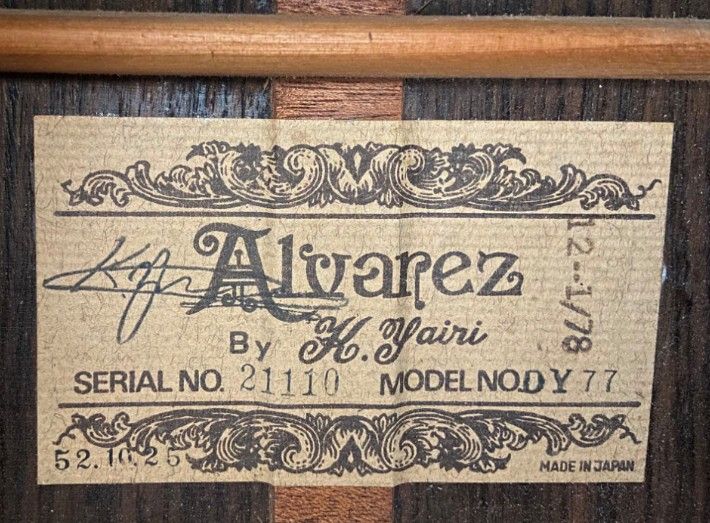 K. Yairi
Alvarez
By K. Yairi
SERIAL NO. 21110 MODEL NO. DY 77
52.10.25
MADE IN JAPAN
12--1/78